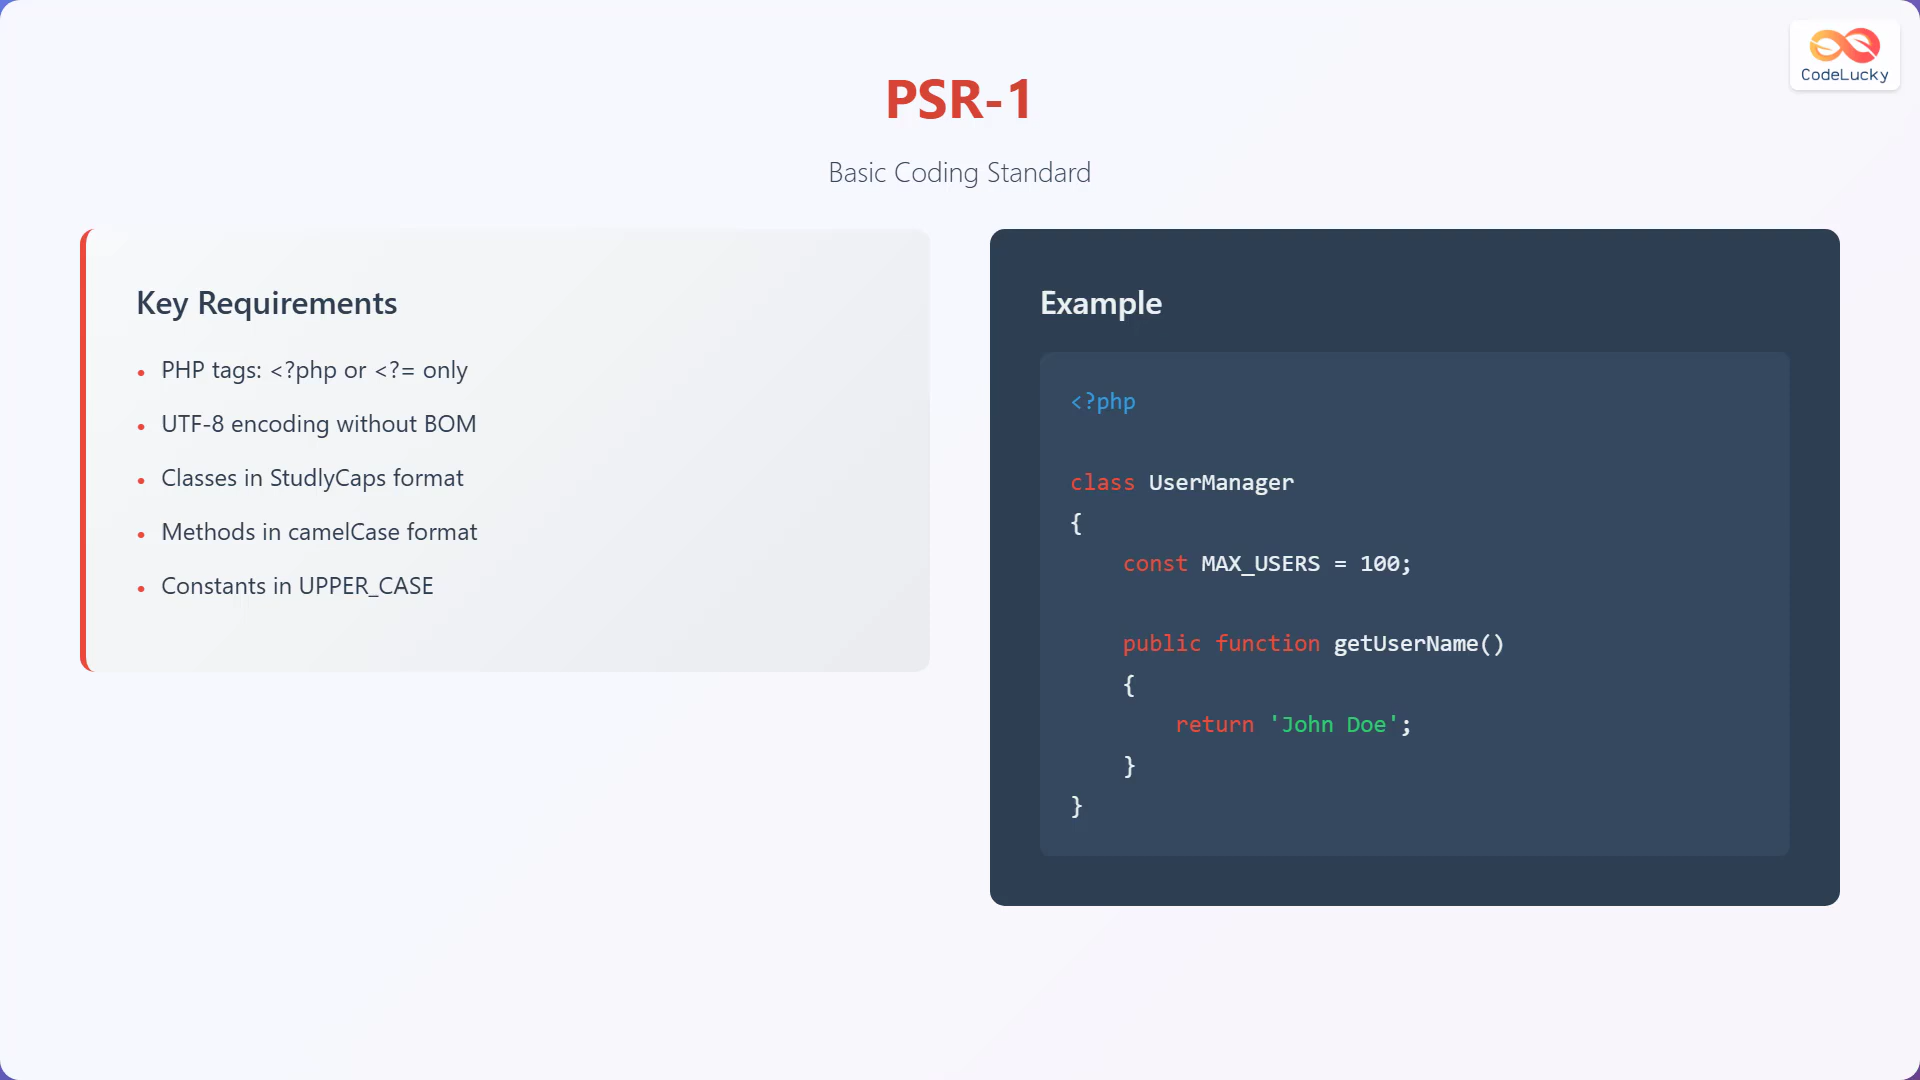 CodeLucky
PSR-1
Basic Coding Standard
Key Requirements
• PHP tags: <?php or <?= only
• UTF-8 encoding without BOM
• Classes in StudlyCaps format
• Methods in camelCase format
• Constants in UPPER_CASE
Example
<?php
class UserManager
{
    const MAX_USERS = 100;
    public function getUserName()
    {
        return 'John Doe';
    }
}